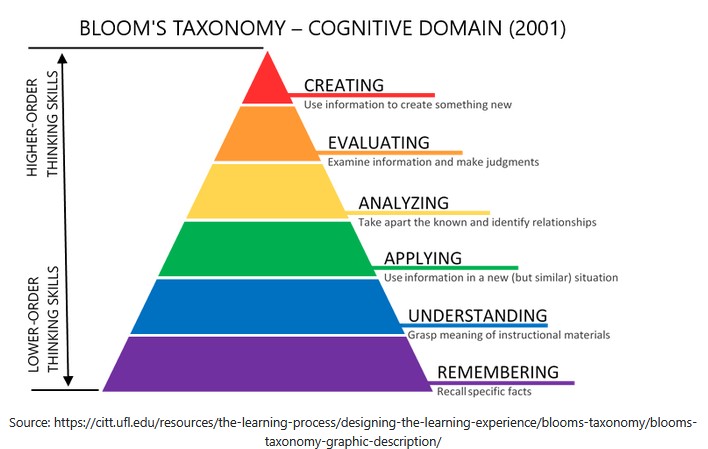 BLOOM'S TAXONOMY – COGNITIVE DOMAIN (2001)
HIGHER-ORDER
THINKING SKILLS
CREATING
Use information to create something new
EVALUATING
Examine information and make judgments
ANALYZING
Take apart the known and identify relationships
APPLYING
Use information in a new (but similar) situation
LOWER-ORDER
THINKING SKILLS
UNDERSTANDING
Grasp meaning of instructional materials
REMEMBERING
Recall specific facts
Source: https://citt.ufl.edu/resources/the-learning-process/designing-the-learning-experience/blooms-taxonomy/blooms-
taxonomy-graphic-description/